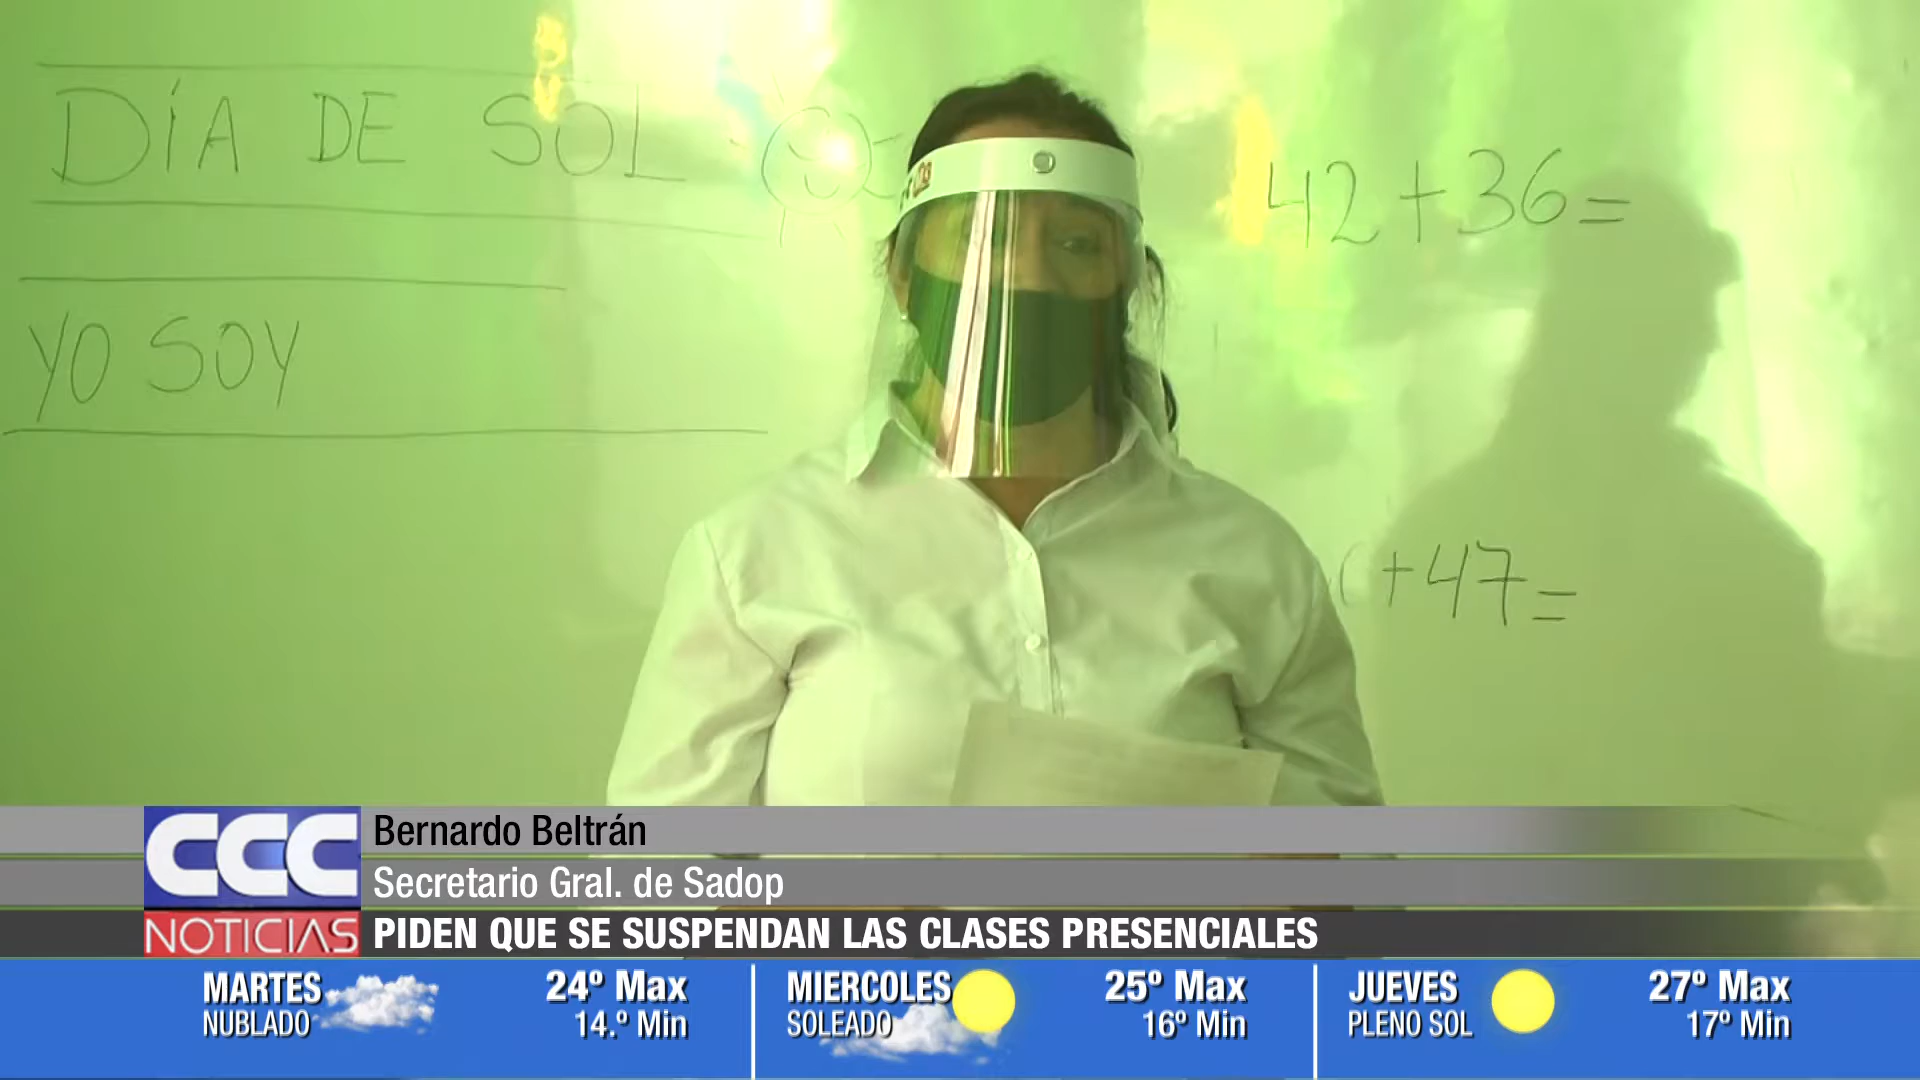 DÍA DE SOL
YO SOY
42+36=
+47=
Bernardo Beltrán
Secretario Gral. de Sadop
CCC
NOTICIAS
PIDEN QUE SE SUSPENDAN LAS CLASES PRESENCIALES
MARTES
NUBLADO
24º Max
14.º Min
MIERCOLES
SOLEADO
25º Max
16º Min
JUEVES
PLENO SOL
27º Max
17º Min